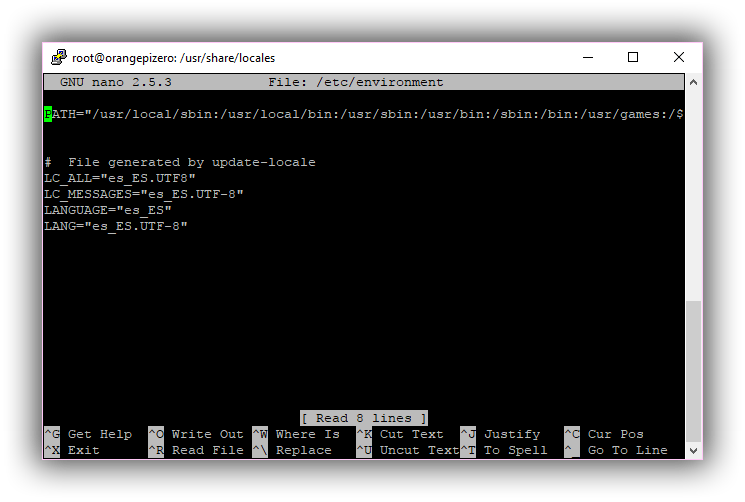 root@orangepizero: /usr/share/locales
GNU nano 2.5.3 File: /etc/environment
PATH="/usr/local/sbin:/usr/local/bin:/usr/sbin:/usr/bin:/sbin:/bin:/usr/games:/$
#  File generated by update-locale
LC_ALL="es_ES.UTF8"
LC_MESSAGES="es_ES.UTF-8"
LANGUAGE="es_ES"
LANG="es_ES.UTF-8"
[ Read 8 lines ]
^G Get Help ^O Write Out ^W Where Is ^K Cut Text ^J Justify ^C Cur Pos
^X Exit ^R Read File ^\ Replace ^U Uncut Text ^T To Spell ^_ Go To Line